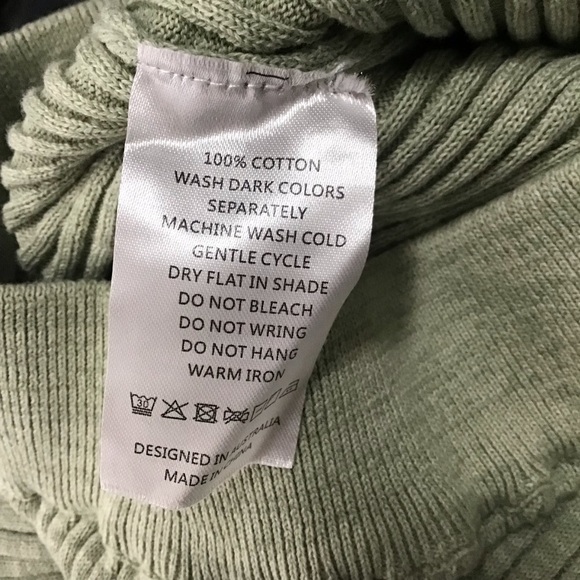 100% COTTON
WASH DARK COLORS
SEPARATELY
MACHINE WASH COLD
GENTLE CYCLE
DRY FLAT IN SHADE
DO NOT BLEACH
DO NOT WRING
DO NOT HANG
WARM IRON
30
DESIGNED IN AUSTRALIA
MADE IN CHINA